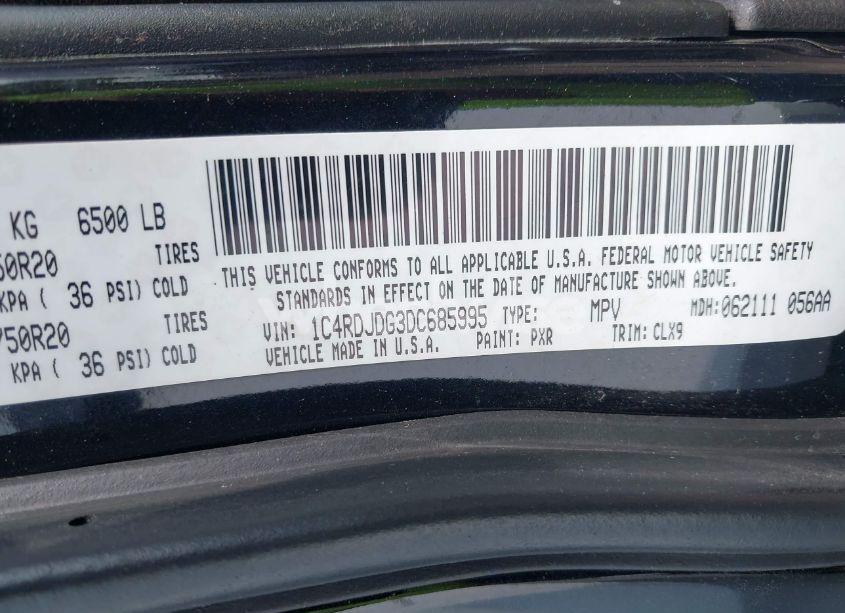 KG 6500 LB
50R20 TIRES
KPA ( 36 PSI) COLD
/50R20 TIRES
KPA ( 36 PSI) COLD
THIS VEHICLE CONFORMS TO ALL APPLICABLE U.S.A. FEDERAL MOTOR VEHICLE SAFETY
STANDARDS IN EFFECT ON THE DATE OF MANUFACTURE SHOWN ABOVE.
VIN: 1C4RDJDG3DC685995 TYPE: MPV MDH:062111 056AA
VEHICLE MADE IN U.S.A. PAINT: PXR TRIM: CLX9